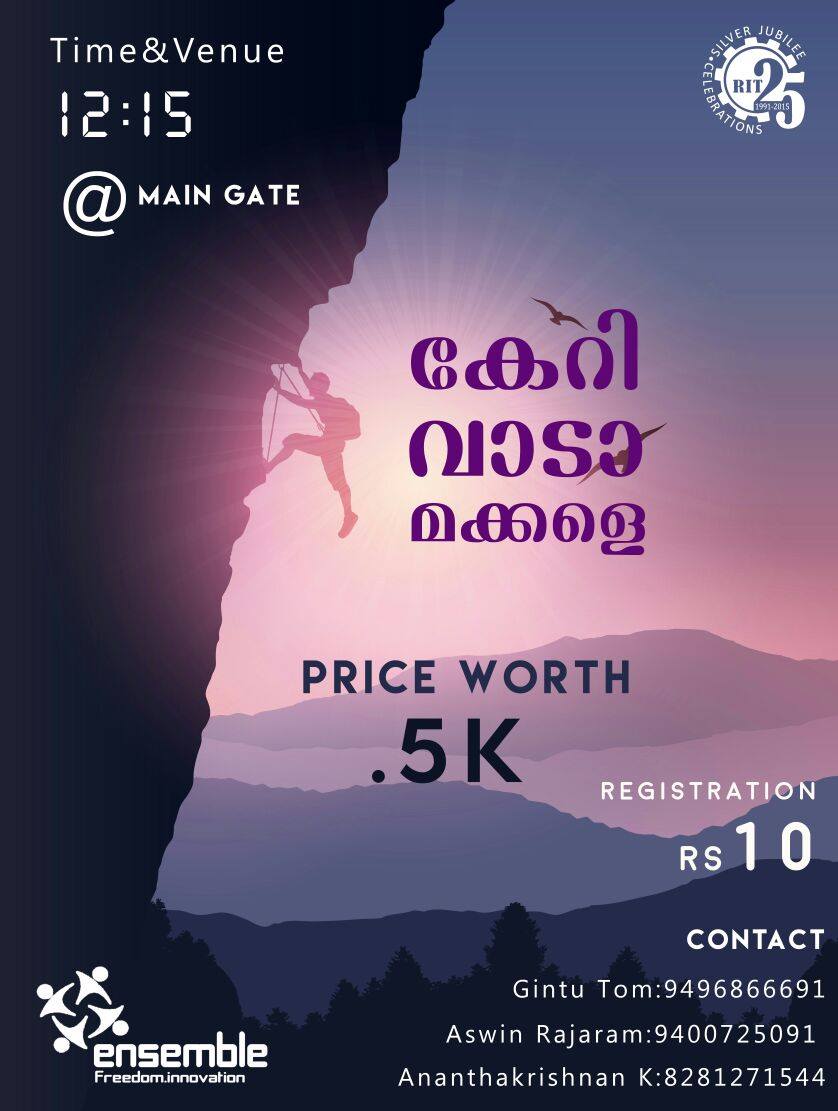 Time&Venue
12:15
@ MAIN GATE
•SILVER JUBILEE
CELEBRATIONS
RIT 25
1991-2015
കേറി
വാടാ
മക്കളെ
PRICE WORTH
.5K
REGISTRATION
RS 10
CONTACT
Gintu Tom:9496866691
Aswin Rajaram:9400725091
Ananthakrishnan K:8281271544
ensemble
Freedom.innovation